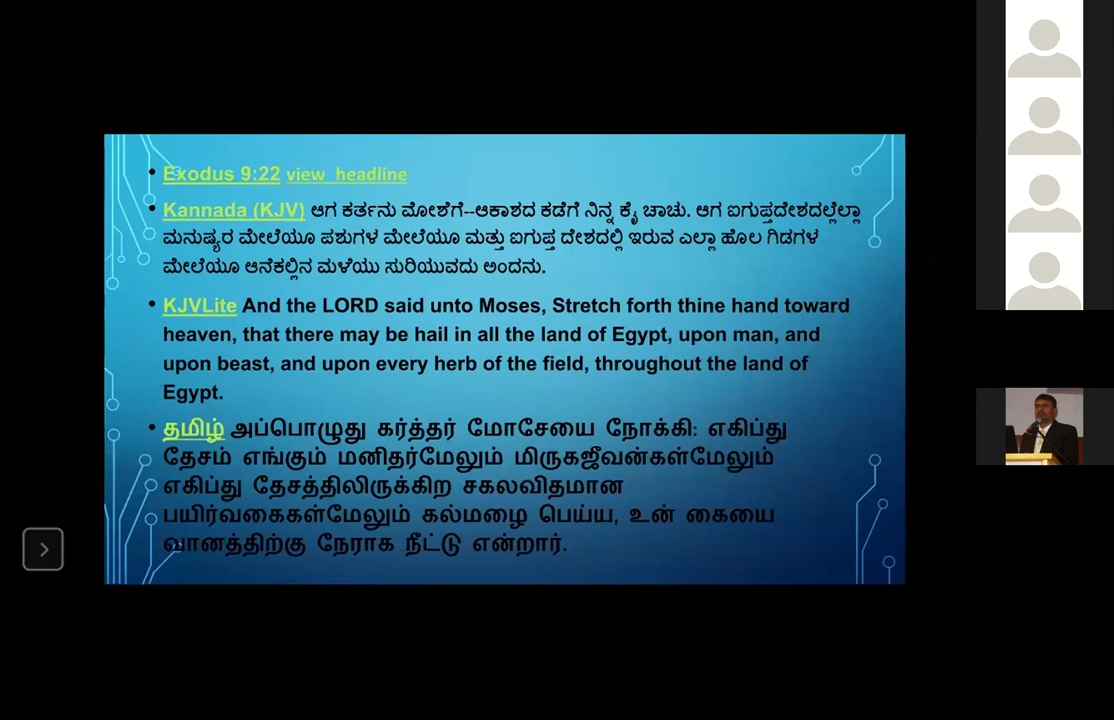 Exodus 9:22 view_headline
Kannada (KJV) ಆಗ ಕರ್ತನು ಮೋಶೆಗೆ--ಆಕಾಶದ ಕಡೆಗೆ ನಿನ್ನ ಕೈ ಚಾಚು. ಆಗ ಐಗುಪ್ತದೇಶದಲ್ಲೆಲ್ಲಾ
ಮನುಷ್ಯರ ಮೇಲೆಯೂ ಪಶುಗಳ ಮೇಲೆಯೂ ಮತ್ತು ಐಗುಪ್ತ ದೇಶದಲ್ಲಿ ಇರುವ ಎಲ್ಲಾ ಹೊಲ ಗಿಡಗಳ
ಮೇಲೆಯೂ ಆನೆಕಲ್ಲಿನ ಮಳೆಯು ಸುರಿಯುವದು ಅಂದನು.
KJVLite And the LORD said unto Moses, Stretch forth thine hand toward
heaven, that there may be hail in all the land of Egypt, upon man, and
upon beast, and upon every herb of the field, throughout the land of
Egypt.
தமிழ் அப்பொழுது கர்த்தர் மோசேயை நோக்கி: எகிப்து
தேசம் எங்கும் மனிதர்மேலும் மிருகஜீவன்கள்மேலும்
எகிப்து தேசத்திலிருக்கிற சகலவிதமான
பயிர்வகைகள்மேலும் கல்மழை பெய்ய, உன் கையை
வானத்திற்கு நேராக நீட்டு என்றார்.